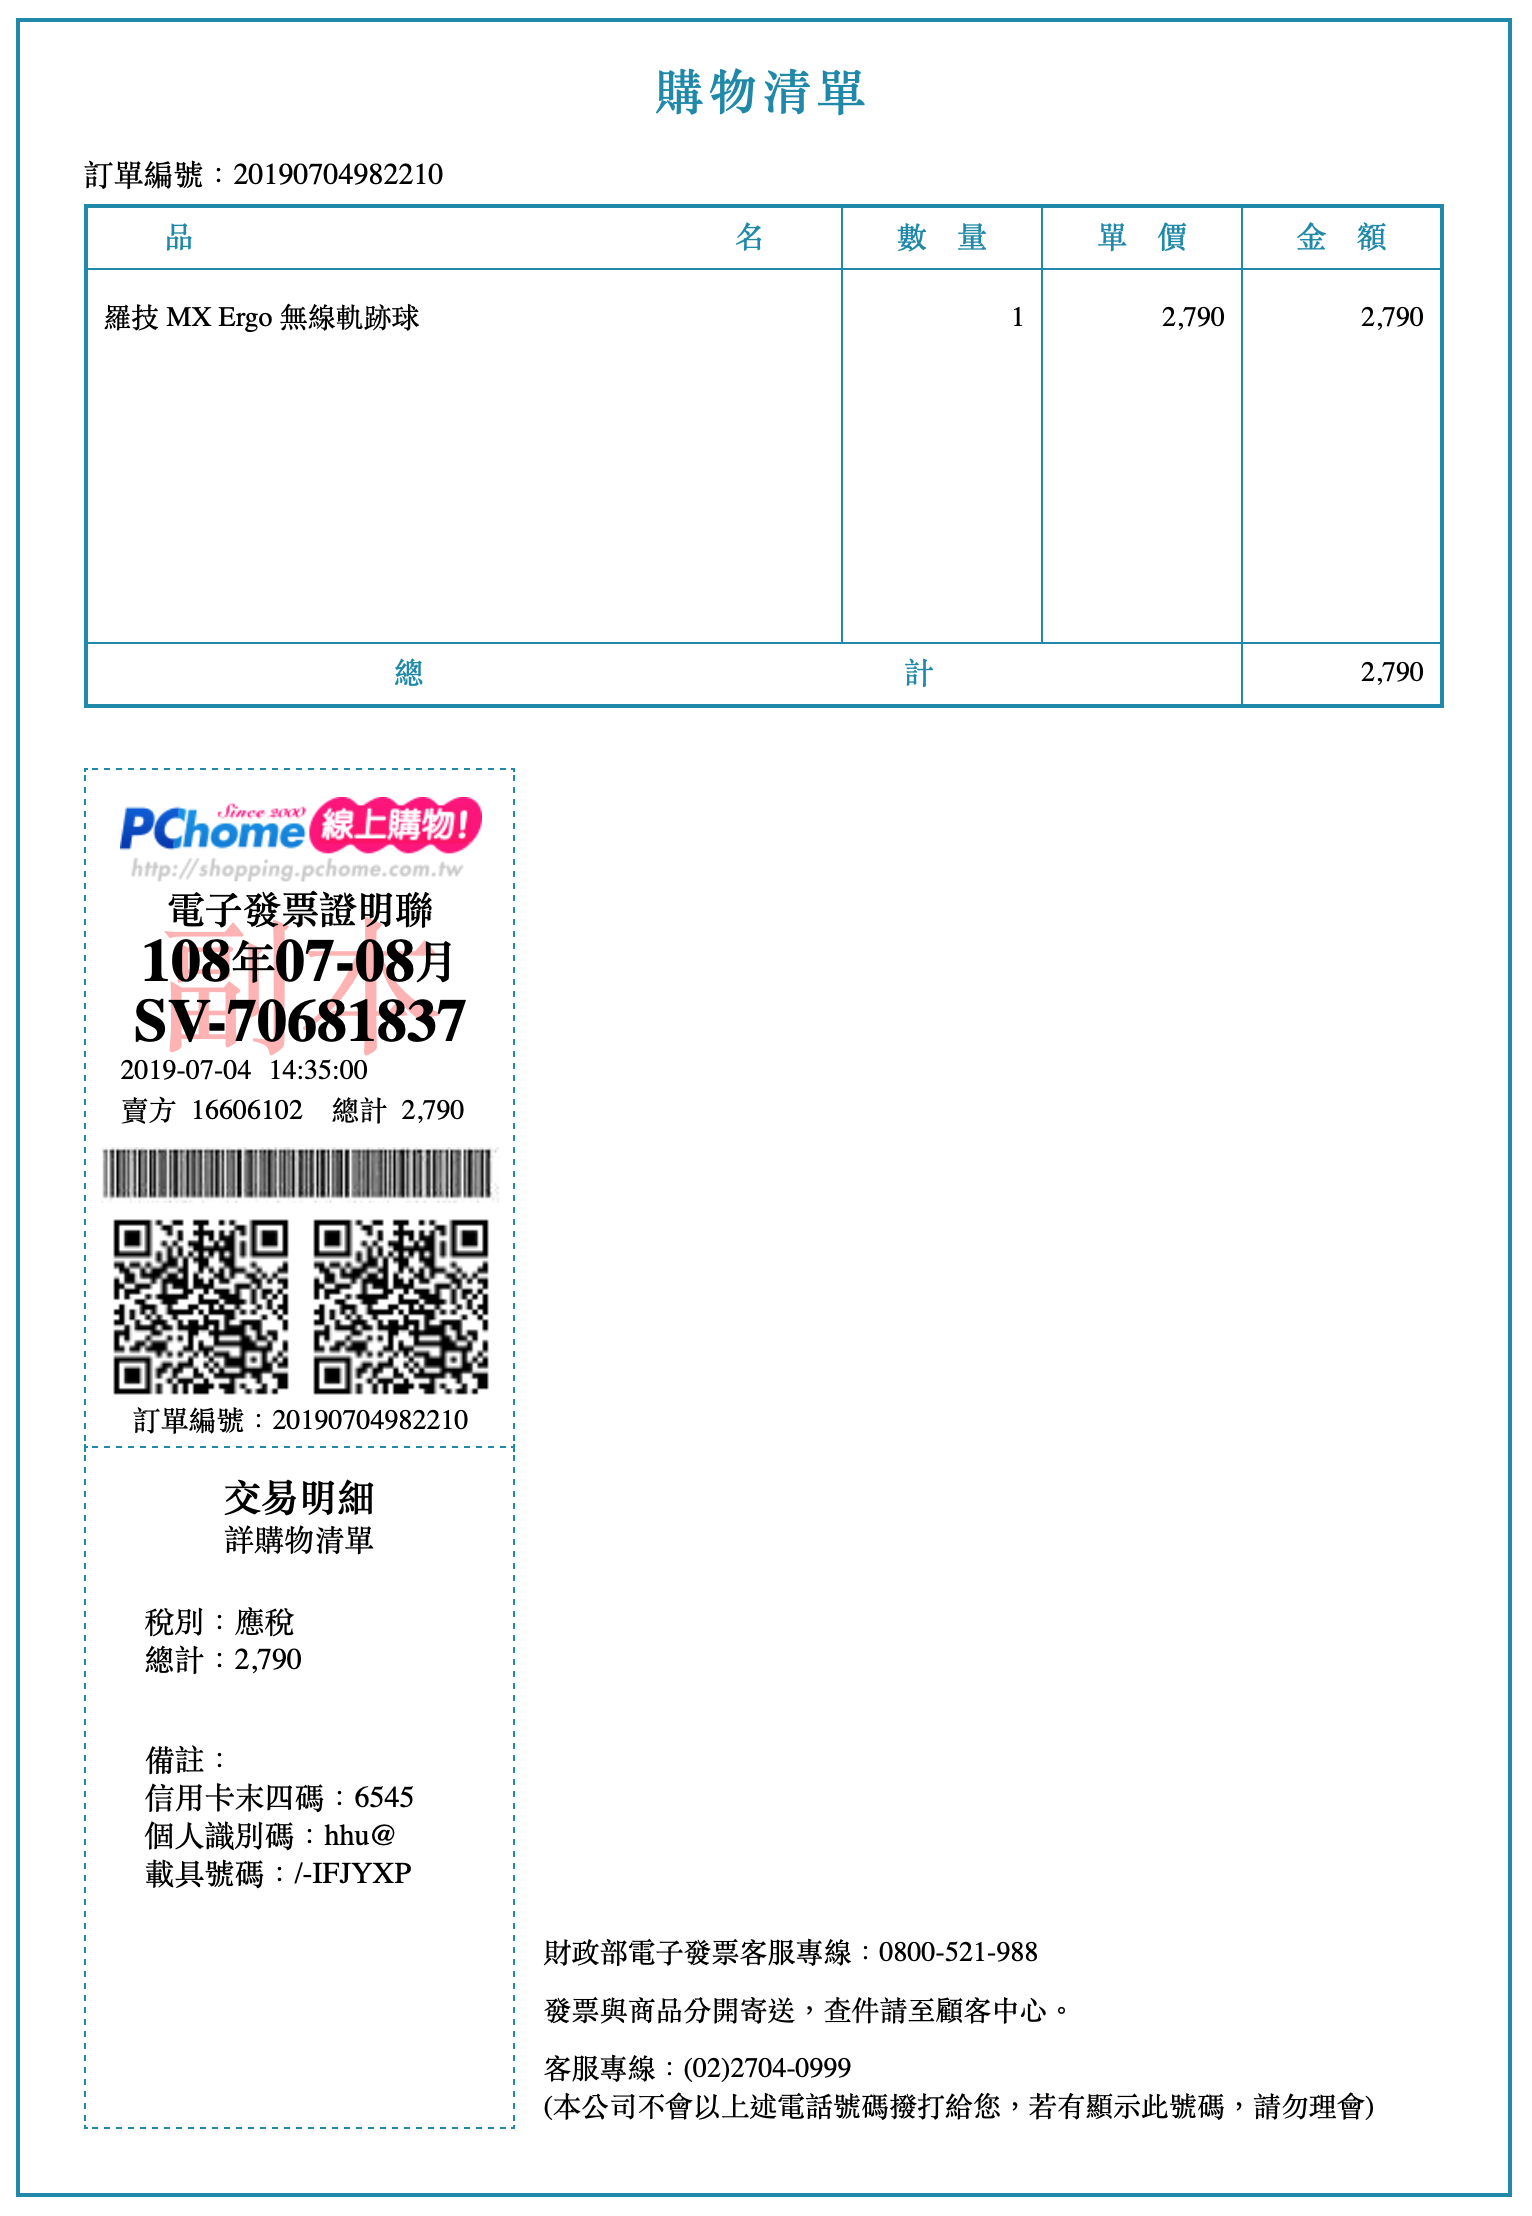 購物清單
訂單編號：20190704982210
品 名 數 量 單 價 金 額
羅技 MX Ergo 無線軌跡球 1 2,790 2,790
總 計 2,790
Since 2000
PChome 線上購物!
http://shopping.pchome.com.tw
電子發票證明聯
副本
108年07-08月
SV-70681837
2019-07-04 14:35:00
賣方 16606102 總計 2,790
訂單編號：20190704982210
交易明細
詳購物清單
稅別：應稅
總計：2,790
備註：
信用卡末四碼：6545
個人識別碼：hhu@
載具號碼：/-IFJYXP
財政部電子發票客服專線：0800-521-988
發票與商品分開寄送，查件請至顧客中心。
客服專線：(02)2704-0999
(本公司不會以上述電話號碼撥打給您，若有顯示此號碼，請勿理會)